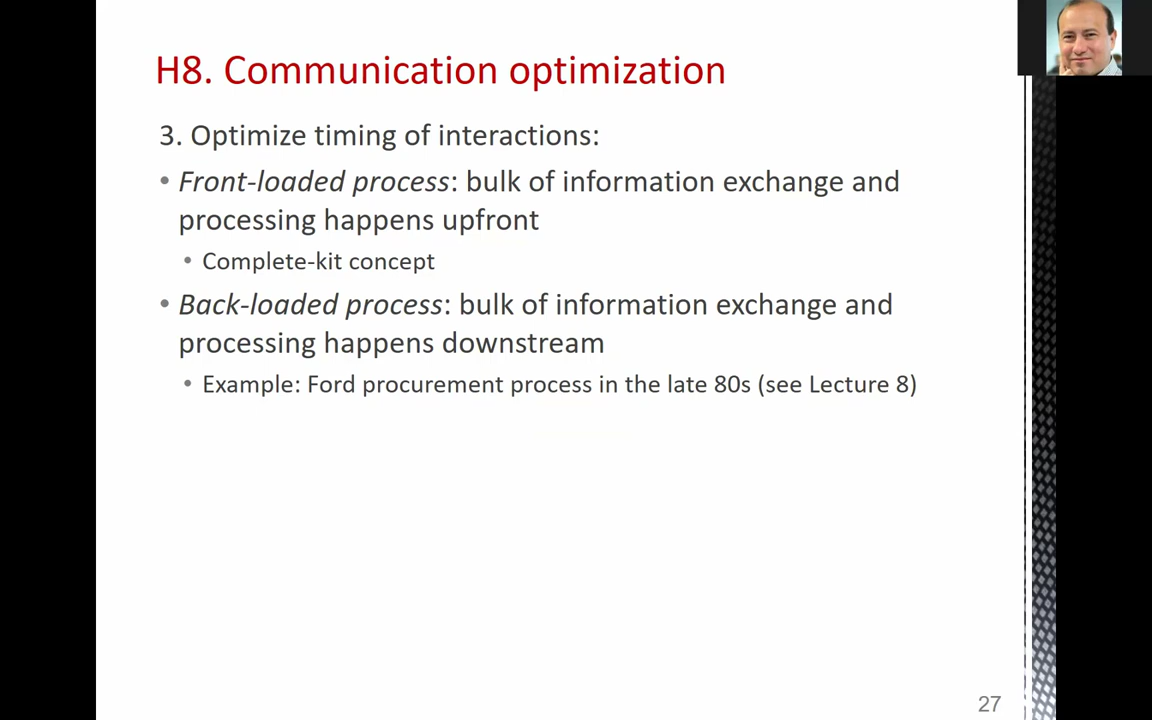 H8. Communication optimization
3. Optimize timing of interactions:
• Front-loaded process: bulk of information exchange and
processing happens upfront
• Complete-kit concept
• Back-loaded process: bulk of information exchange and
processing happens downstream
• Example: Ford procurement process in the late 80s (see Lecture 8)
27